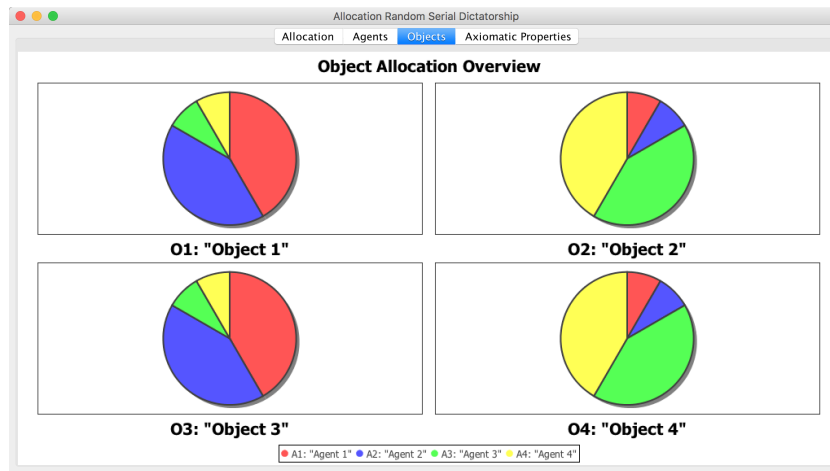 Allocation Random Serial Dictatorship
Allocation Agents Objects Axiomatic Properties
Object Allocation Overview
O1: "Object 1" O2: "Object 2"
O3: "Object 3" O4: "Object 4"
A1: "Agent 1" A2: "Agent 2" A3: "Agent 3" A4: "Agent 4"